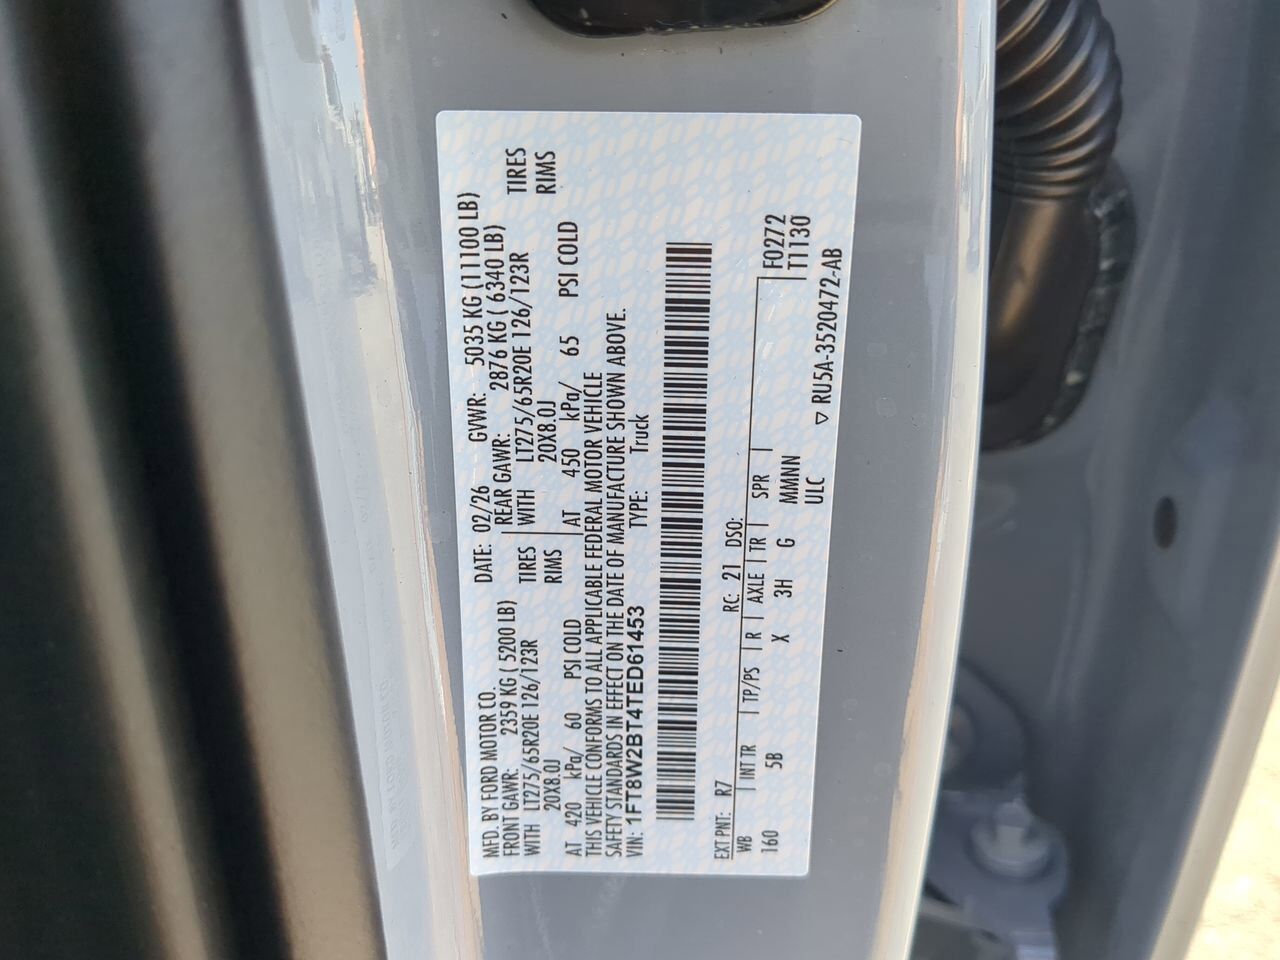 MFD. BY FORD MOTOR CO. DATE: 02/26 GVWR: 5035 KG (11100 LB)
FRONT GAWR: 2359 KG ( 5200 LB) REAR GAWR: 2876 KG ( 6340 LB)
WITH LT275/65R20E 126/123R TIRES WITH LT275/65R20E 126/123R TIRES
20X8.0J RIMS 20X8.0J RIMS
AT 420 kPa/ 60 PSI COLD AT 450 kPa/ 65 PSI COLD
THIS VEHICLE CONFORMS TO ALL APPLICABLE FEDERAL MOTOR VEHICLE
SAFETY STANDARDS IN EFFECT ON THE DATE OF MANUFACTURE SHOWN ABOVE.
VIN: 1FT8W2BT4TED61453 TYPE: Truck
EXT PNT: R7 RC: 21 DSO:
WB | INT TR | TP/PS | R | AXLE | TR | SPR | F0272
160 5B X 3H G MMNNN T1130
ULC
▽ RU5A-3520472-AB